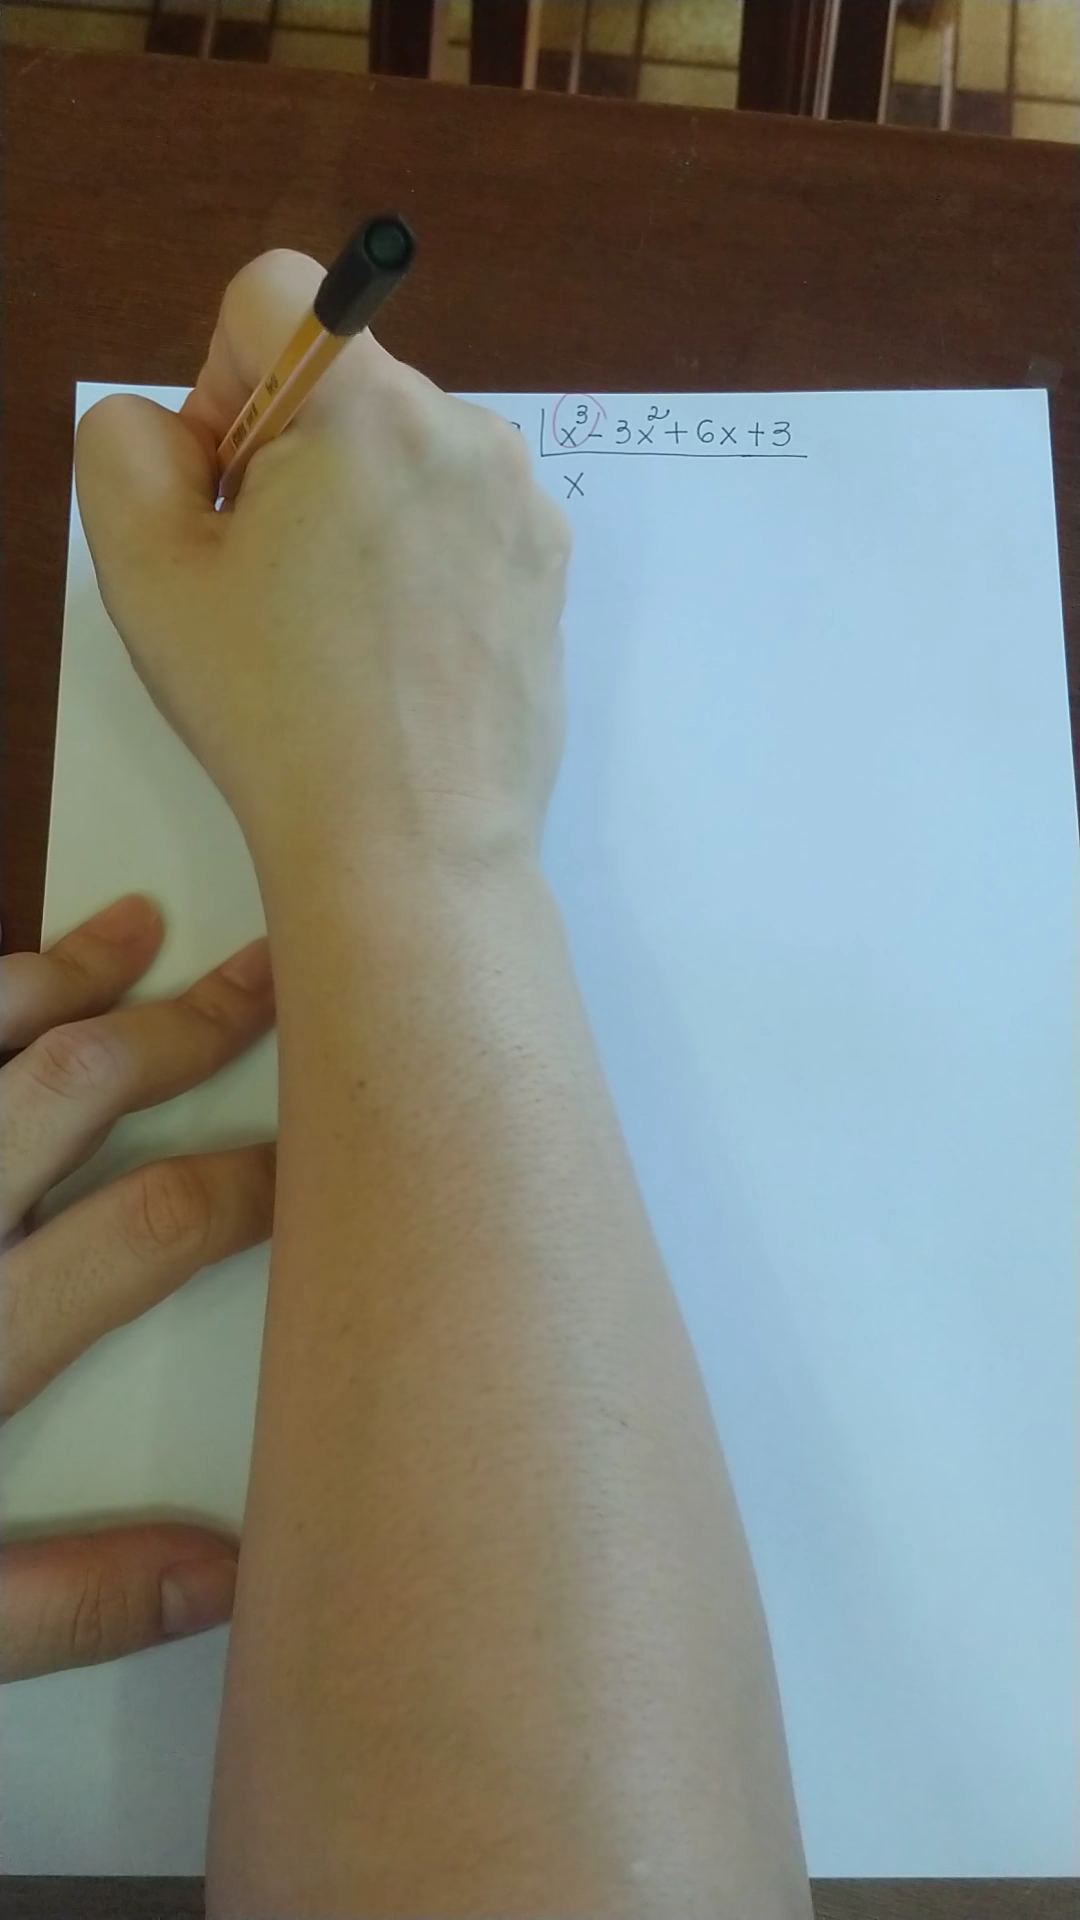 x³ - 3x² + 6x + 3
x